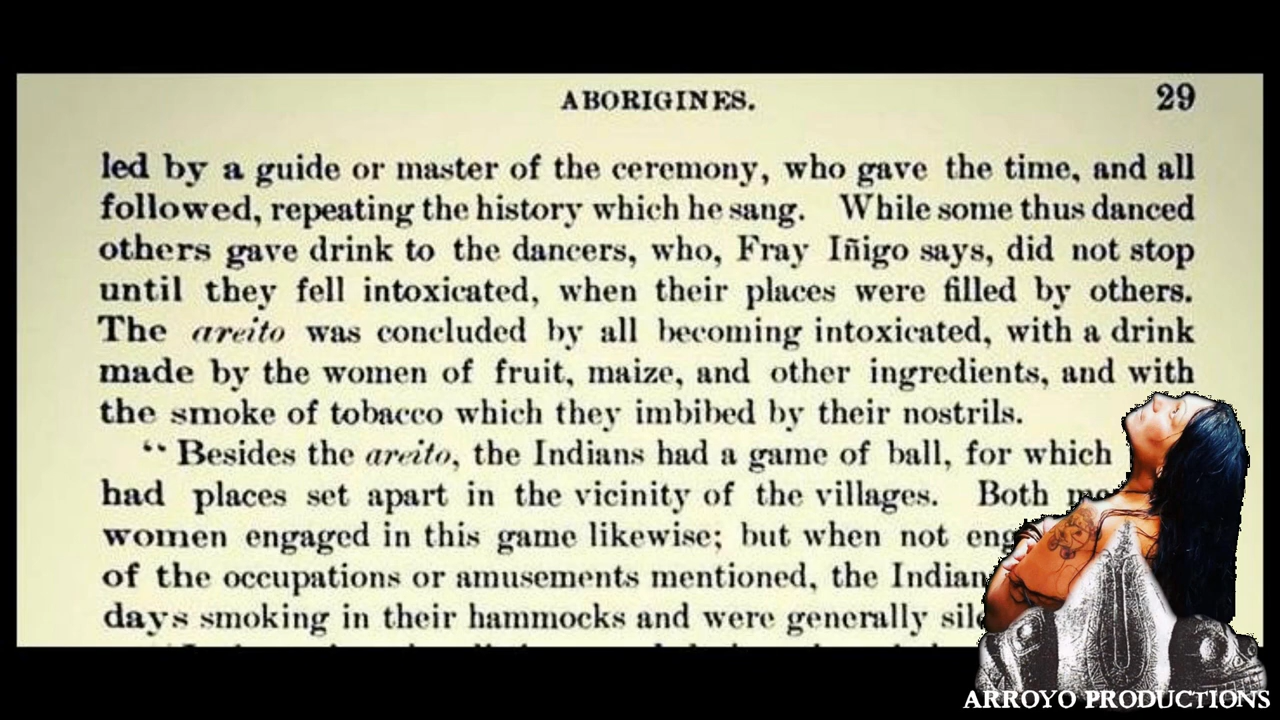 ABORIGINES. 29
led by a guide or master of the ceremony, who gave the time, and all
followed, repeating the history which he sang. While some thus danced
others gave drink to the dancers, who, Fray Iñigo says, did not stop
until they fell intoxicated, when their places were filled by others.
The areito was concluded by all becoming intoxicated, with a drink
made by the women of fruit, maize, and other ingredients, and with
the smoke of tobacco which they imbibed by their nostrils.
“ Besides the areito, the Indians had a game of ball, for which
had places set apart in the vicinity of the villages. Both
women engaged in this game likewise; but when not
of the occupations or amusements mentioned, the
days smoking in their hammocks and were generally
ARROYO PRODUCTIONS